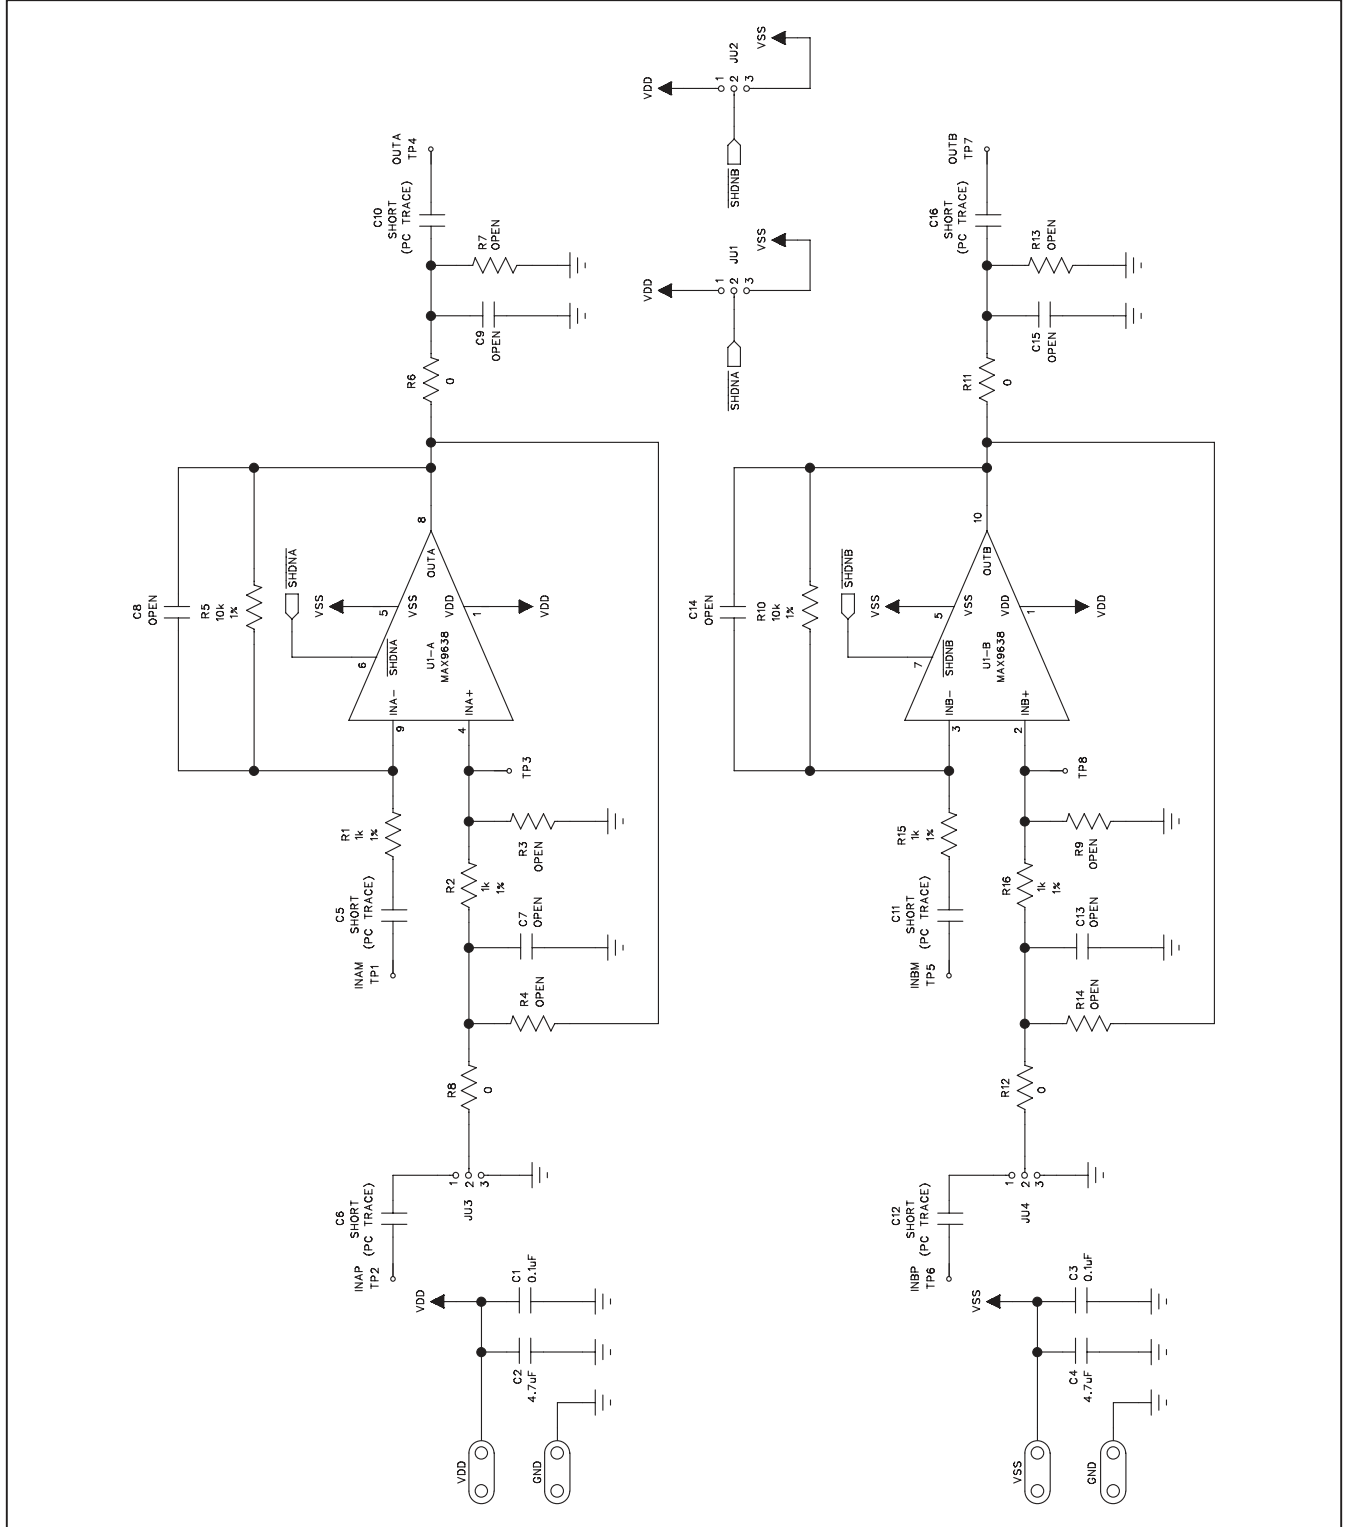 VDD
GND
C2
4.7uF
C1
0.1uF
VDD
INAP
TP2
C6
SHORT
(PC TRACE)
JU3
1
2
3
R8
0
R4
OPEN
INAM
TP1
C5
SHORT
(PC TRACE)
C7
OPEN
R2
1k
1%
R3
OPEN
R1
1k
1%
TP3
9
4
INA-
INA+
6
SHDNA
U1-A
MAX9638
5
VSS
VDD
1
OUTA
8
VSS
VDD
SHDNA
C8
OPEN
R5
10k
1%
R6
0
C9
OPEN
R7
OPEN
C10
SHORT
(PC TRACE)
OUTA
TP4
SHDNA
VDD
1
2
3
JU1
VSS
SHDNB
VDD
1
2
3
JU2
VSS
VSS
GND
C4
4.7uF
C3
0.1uF
VSS
INBP
TP6
C12
SHORT
(PC TRACE)
JU4
1
2
3
R12
0
R14
OPEN
INBM
TP5
C11
SHORT
(PC TRACE)
C13
OPEN
R16
1k
1%
R9
OPEN
R15
1k
1%
TP8
3
2
INB-
INB+
7
SHDNB
U1-B
MAX9638
5
VSS
VDD
1
OUTB
10
VSS
VDD
SHDNB
C14
OPEN
R10
10k
1%
R11
0
C15
OPEN
R13
OPEN
C16
SHORT
(PC TRACE)
OUTB
TP7